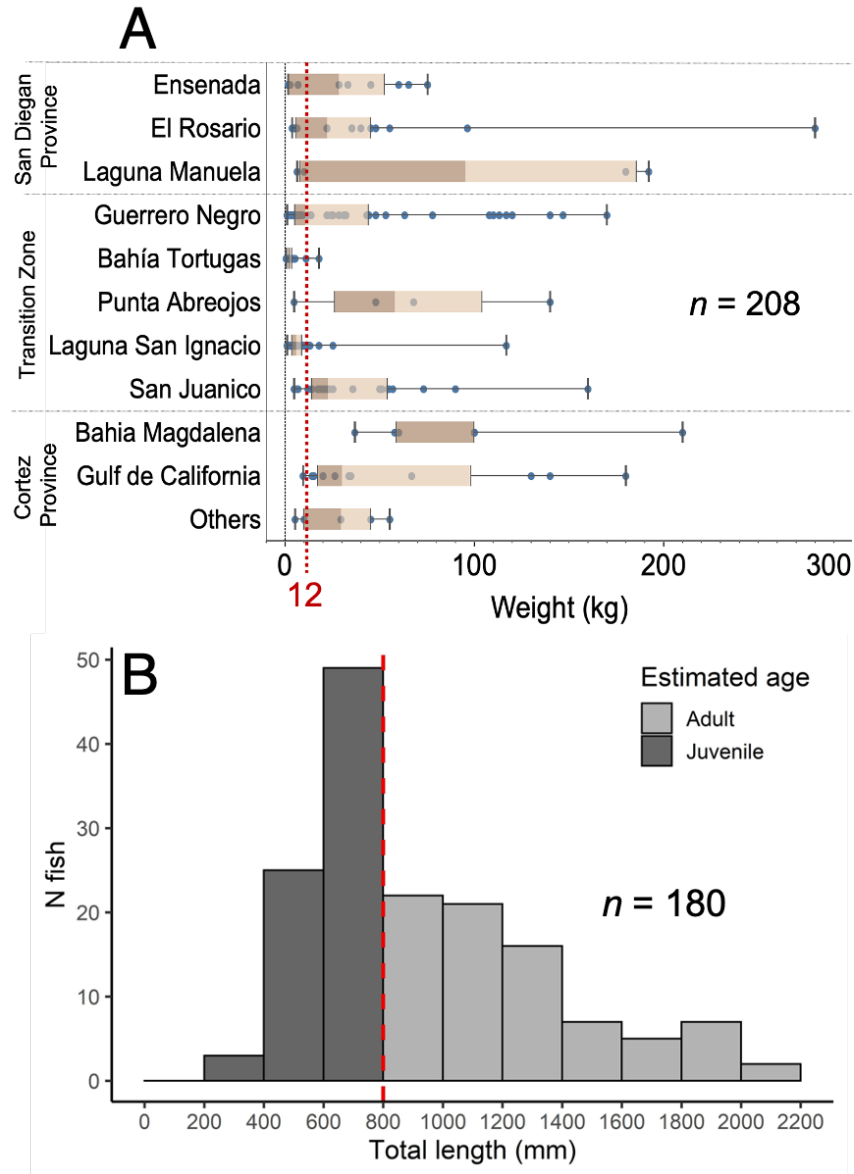 A
San Diegan
Province
Ensenada
El Rosario
Laguna Manuela
Transition Zone
Guerrero Negro
Bahía Tortugas
Punta Abreojos
Laguna San Ignacio
San Juanico
n = 208
Cortez
Province
Bahia Magdalena
Gulf de California
Others
0 100 200 300
12
Weight (kg)
B
50
40
30
20
10
0
N fish
Estimated age
Adult
Juvenile
n = 180
0 200 400 600 800 1000 1200 1400 1600 1800 2000 2200
Total length (mm)